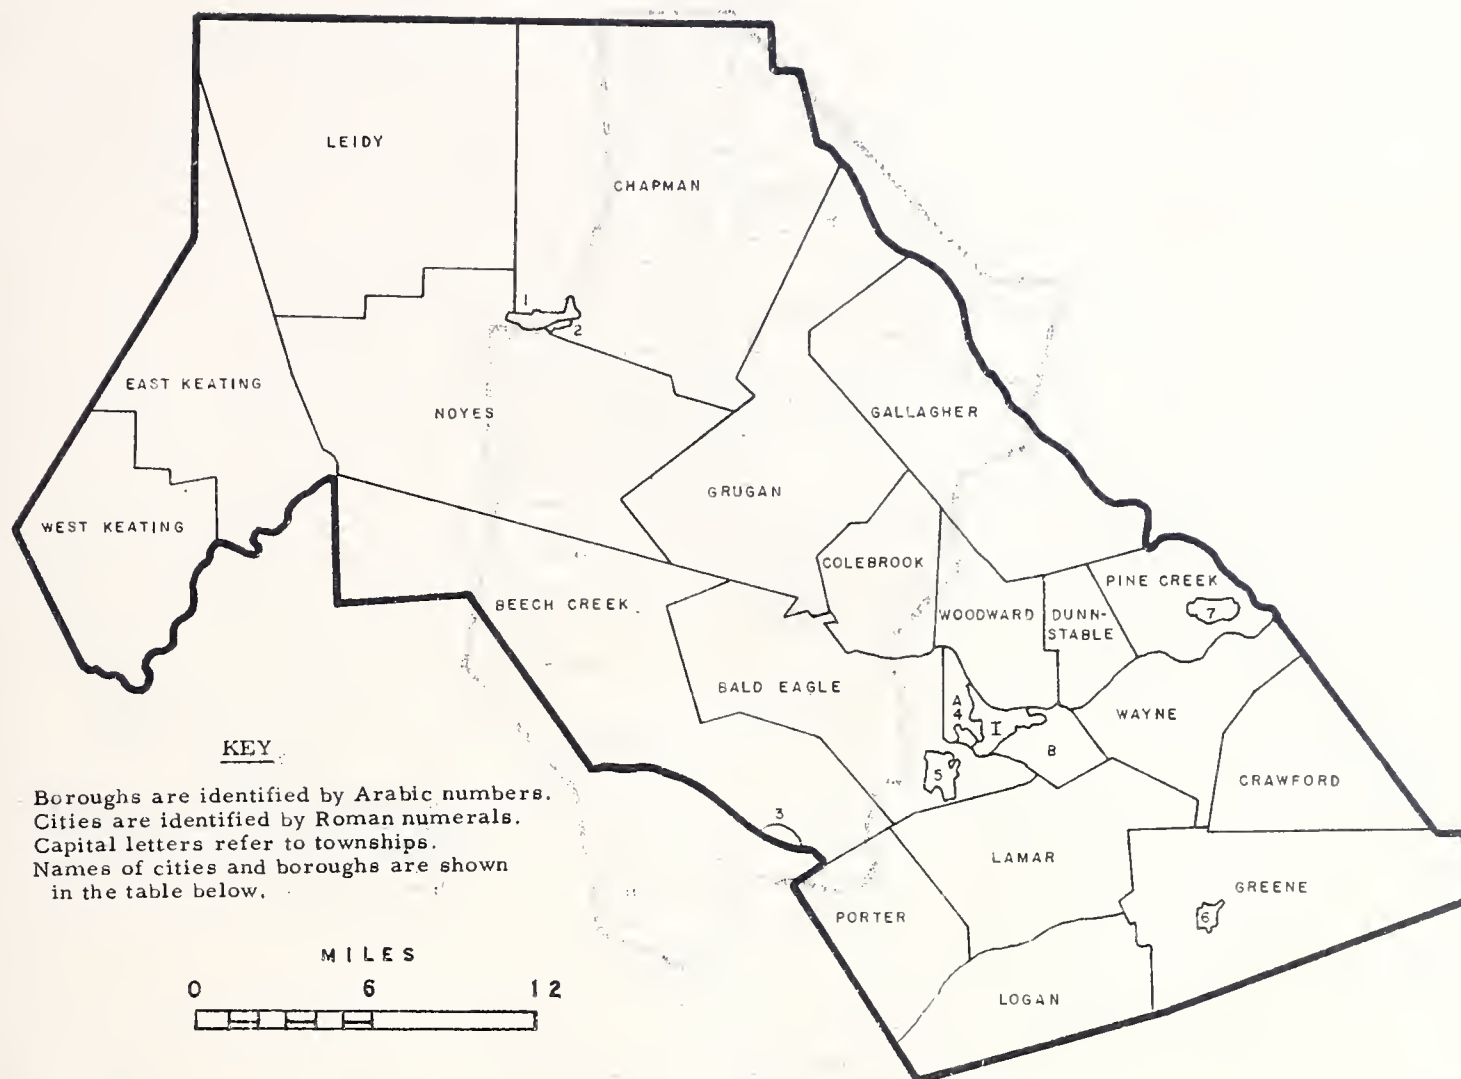 LEIDY
CHAPMAN
1
2
EAST KEATING
NOYES
GALLAGHER
GRUGAN
WEST KEATING
COLEBROOK
PINE CREEK
7
BEECH CREEK
WOODWARD
DUNN-
STABLE
BALD EAGLE
A
4
I
WAYNE
B
5
CRAWFORD
3
LAMAR
GREENE
PORTER
6
LOGAN
KEY
Boroughs are identified by Arabic numbers.
Cities are identified by Roman numerals.
Capital letters refer to townships.
Names of cities and boroughs are shown
in the table below.
MILES
0 6 12